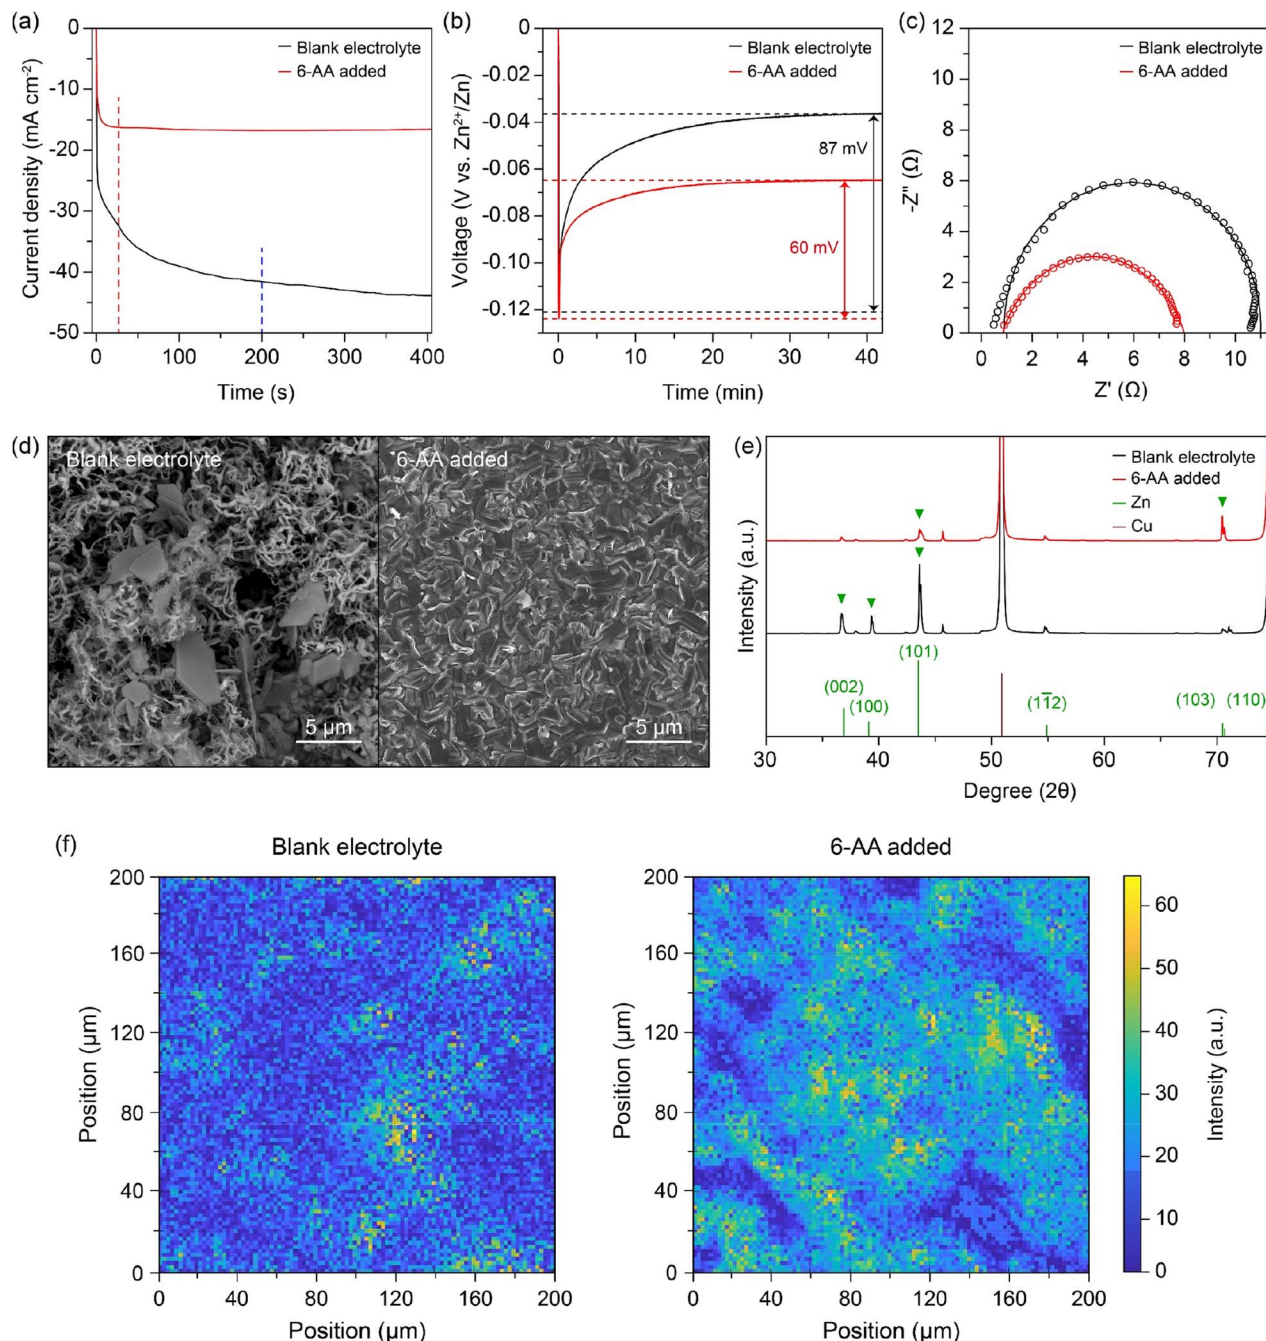 (a)
0
-10
-20
-30
-40
-50
Current density (mA cm⁻²)
Blank electrolyte
6-AA added
0
100
200
300
400
Time (s)
(b)
0
-0.02
-0.04
-0.06
-0.08
-0.10
-0.12
Voltage (V vs. Zn²⁺/Zn)
Blank electrolyte
6-AA added
87 mV
60 mV
0
10
20
30
40
Time (min)
(c)
12
10
8
6
4
2
0
-Z" (Ω)
Blank electrolyte
6-AA added
0
2
4
6
8
10
Z' (Ω)
(d)
Blank electrolyte
5 µm
6-AA added
5 µm
(e)
Intensity (a.u.)
Blank electrolyte
6-AA added
Zn
Cu
(002)
(100)
(101)
(11̅2)
(103)
(110)
30
40
50
60
70
Degree (2θ)
(f)
Blank electrolyte
200
160
120
80
40
0
Position (µm)
0
40
80
120
160
200
Position (µm)
6-AA added
200
160
120
80
40
0
Position (µm)
0
40
80
120
160
200
Position (µm)
60
50
40
30
20
10
0
Intensity (a.u.)